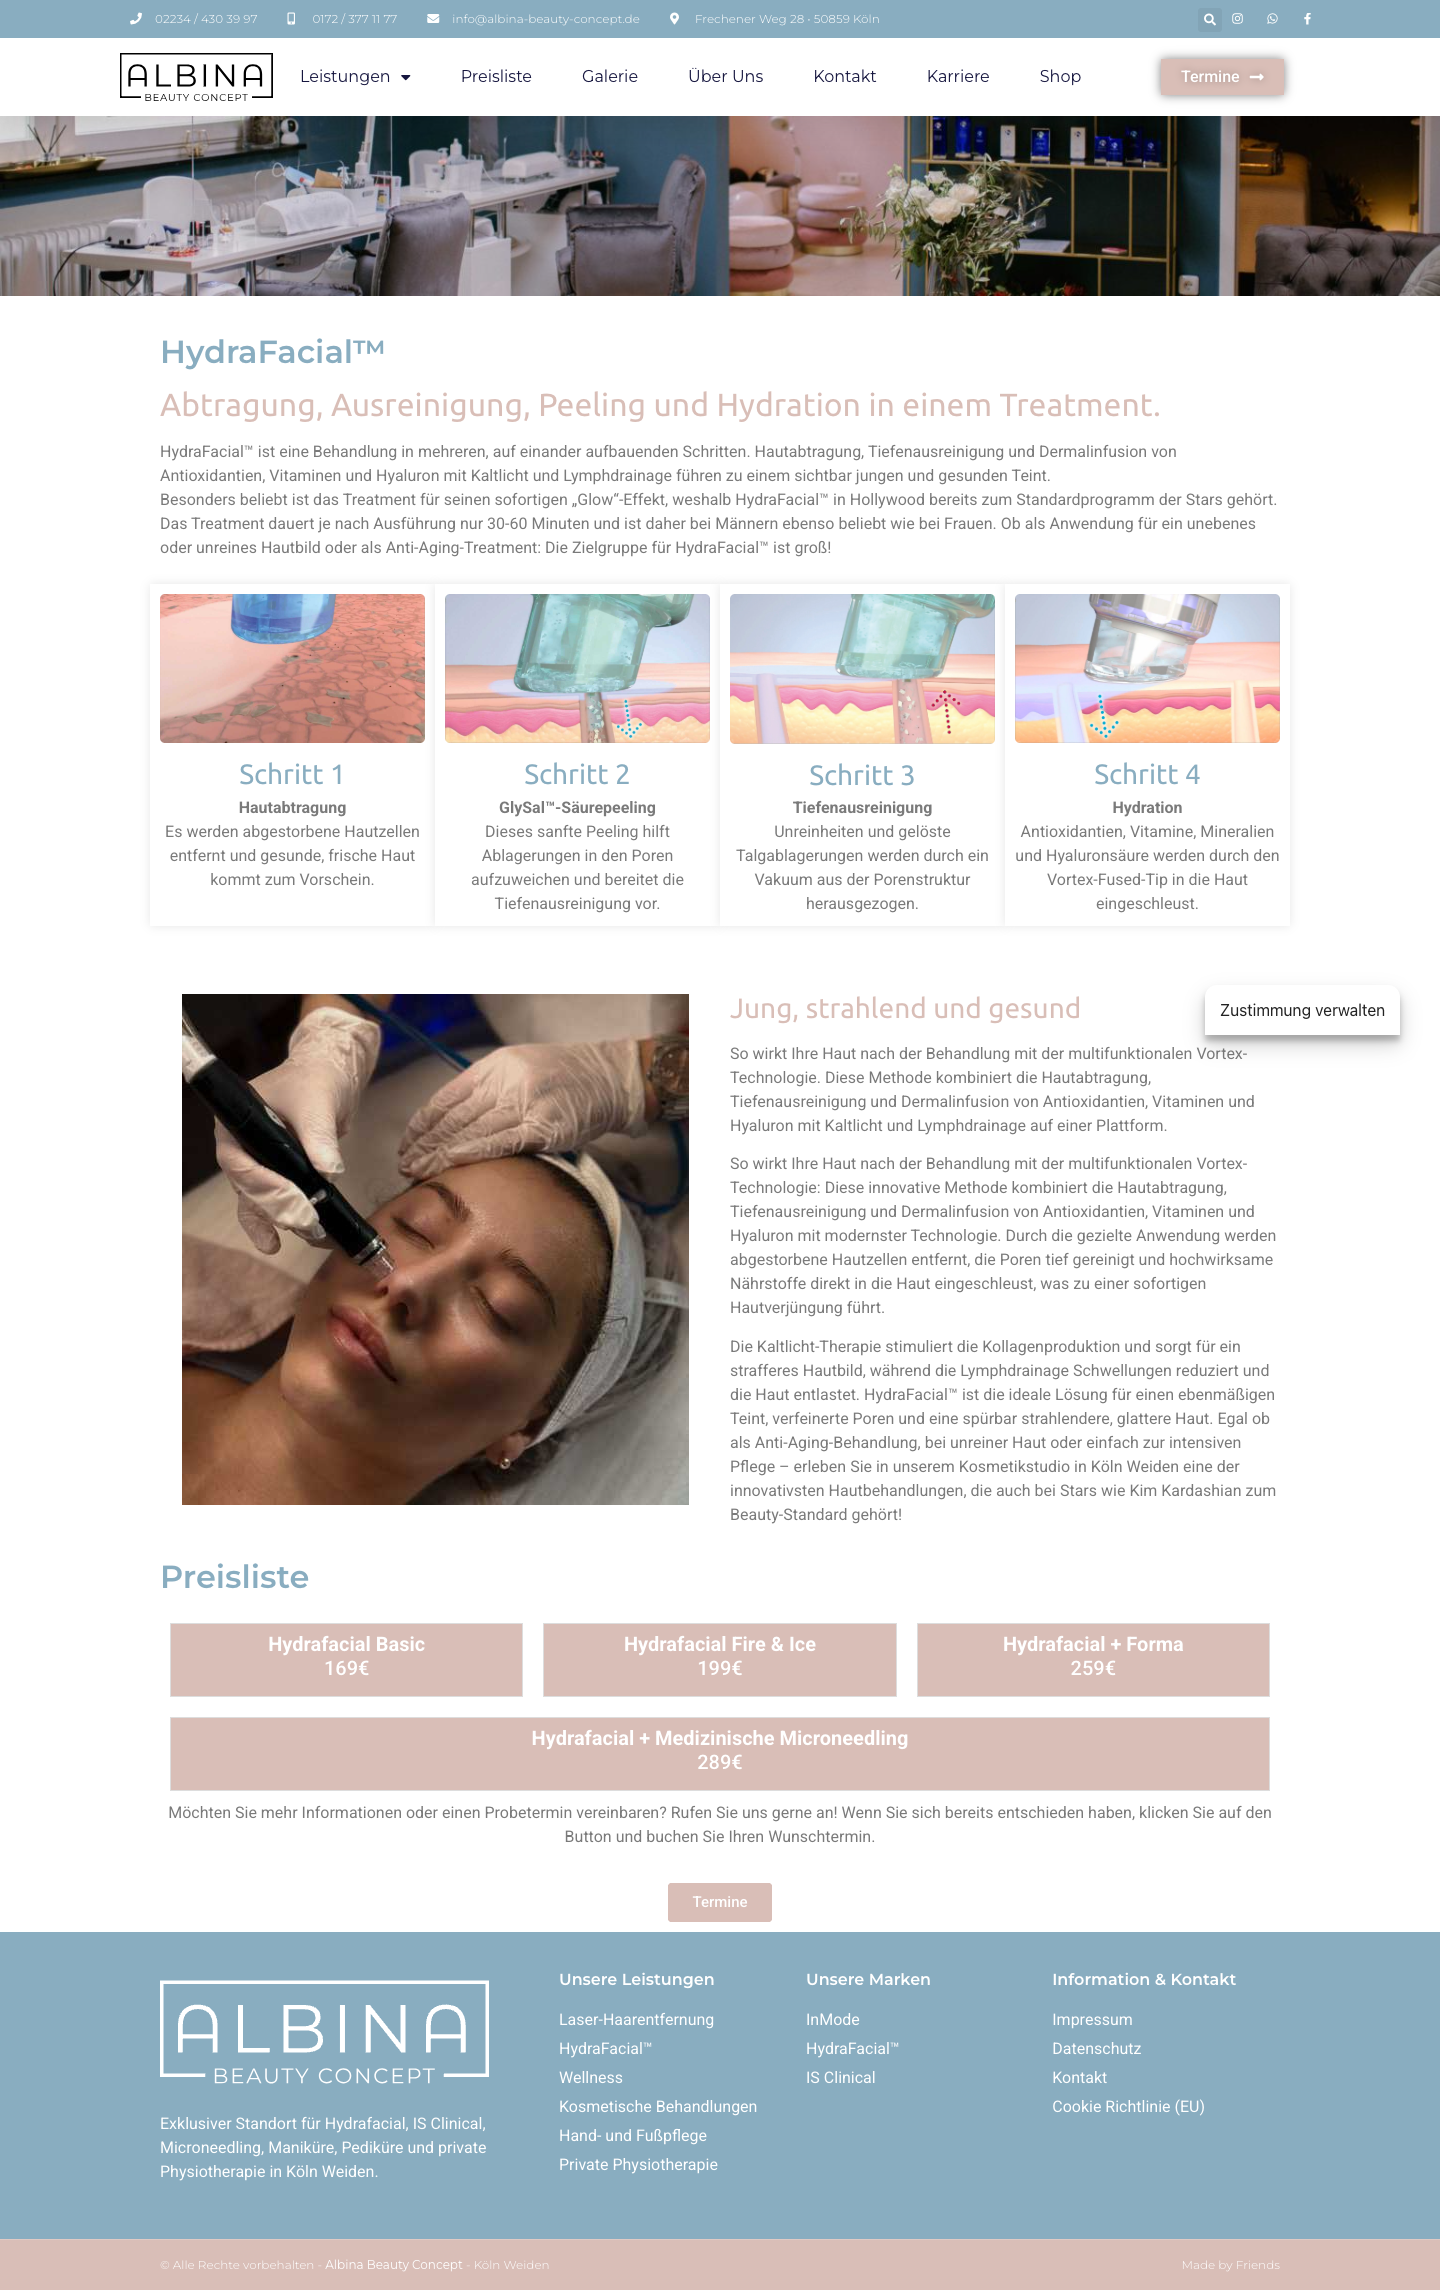 02234 / 430 39 97
0172 / 377 11 77
info@albina-beauty-concept.de
Frechener Weg 28 · 50859 Köln
ALBINA
BEAUTY CONCEPT
Leistungen
Preisliste
Galerie
Über Uns
Kontakt
Karriere
Shop
Termine
HydraFacial™
Abtragung, Ausreinigung, Peeling und Hydration in einem Treatment.
HydraFacial™ ist eine Behandlung in mehreren, auf einander aufbauenden Schritten. Hautabtragung, Tiefenausreinigung und Dermalinfusion von
Antioxidantien, Vitaminen und Hyaluron mit Kaltlicht und Lymphdrainage führen zu einem sichtbar jungen und gesunden Teint.
Besonders beliebt ist das Treatment für seinen sofortigen „Glow“-Effekt, weshalb HydraFacial™ in Hollywood bereits zum Standardprogramm der Stars gehört.
Das Treatment dauert je nach Ausführung nur 30-60 Minuten und ist daher bei Männern ebenso beliebt wie bei Frauen. Ob als Anwendung für ein unebenes
oder unreines Hautbild oder als Anti-Aging-Treatment: Die Zielgruppe für HydraFacial™ ist groß!
Schritt 1
Hautabtragung
Es werden abgestorbene Hautzellen
entfernt und gesunde, frische Haut
kommt zum Vorschein.
Schritt 2
GlySal™-Säurepeeling
Dieses sanfte Peeling hilft
Ablagerungen in den Poren
aufzuweichen und bereitet die
Tiefenausreinigung vor.
Schritt 3
Tiefenausreinigung
Unreinheiten und gelöste
Talgablagerungen werden durch ein
Vakuum aus der Porenstruktur
herausgezogen.
Schritt 4
Hydration
Antioxidantien, Vitamine, Mineralien
und Hyaluronsäure werden durch den
Vortex-Fused-Tip in die Haut
eingeschleust.
Jung, strahlend und gesund
Zustimmung verwalten
So wirkt Ihre Haut nach der Behandlung mit der multifunktionalen Vortex-
Technologie. Diese Methode kombiniert die Hautabtragung,
Tiefenausreinigung und Dermalinfusion von Antioxidantien, Vitaminen und
Hyaluron mit Kaltlicht und Lymphdrainage auf einer Plattform.
So wirkt Ihre Haut nach der Behandlung mit der multifunktionalen Vortex-
Technologie: Diese innovative Methode kombiniert die Hautabtragung,
Tiefenausreinigung und Dermalinfusion von Antioxidantien, Vitaminen und
Hyaluron mit modernster Technologie. Durch die gezielte Anwendung werden
abgestorbene Hautzellen entfernt, die Poren tief gereinigt und hochwirksame
Nährstoffe direkt in die Haut eingeschleust, was zu einer sofortigen
Hautverjüngung führt.
Die Kaltlicht-Therapie stimuliert die Kollagenproduktion und sorgt für ein
strafferes Hautbild, während die Lymphdrainage Schwellungen reduziert und
die Haut entlastet. HydraFacial™ ist die ideale Lösung für einen ebenmäßigen
Teint, verfeinerte Poren und eine spürbar strahlendere, glattere Haut. Egal ob
als Anti-Aging-Behandlung, bei unreiner Haut oder einfach zur intensiven
Pflege – erleben Sie in unserem Kosmetikstudio in Köln Weiden eine der
innovativsten Hautbehandlungen, die auch bei Stars wie Kim Kardashian zum
Beauty-Standard gehört!
Preisliste
Hydrafacial Basic
169€
Hydrafacial Fire & Ice
199€
Hydrafacial + Forma
259€
Hydrafacial + Medizinische Microneedling
289€
Möchten Sie mehr Informationen oder einen Probetermin vereinbaren? Rufen Sie uns gerne an! Wenn Sie sich bereits entschieden haben, klicken Sie auf den
Button und buchen Sie Ihren Wunschtermin.
Termine
ALBINA
BEAUTY CONCEPT
Exklusiver Standort für Hydrafacial, IS Clinical,
Microneedling, Maniküre, Pediküre und private
Physiotherapie in Köln Weiden.
Unsere Leistungen
Laser-Haarentfernung
HydraFacial™
Wellness
Kosmetische Behandlungen
Hand- und Fußpflege
Private Physiotherapie
Unsere Marken
InMode
HydraFacial™
IS Clinical
Information & Kontakt
Impressum
Datenschutz
Kontakt
Cookie Richtlinie (EU)
© Alle Rechte vorbehalten - Albina Beauty Concept - Köln Weiden
Made by Friends